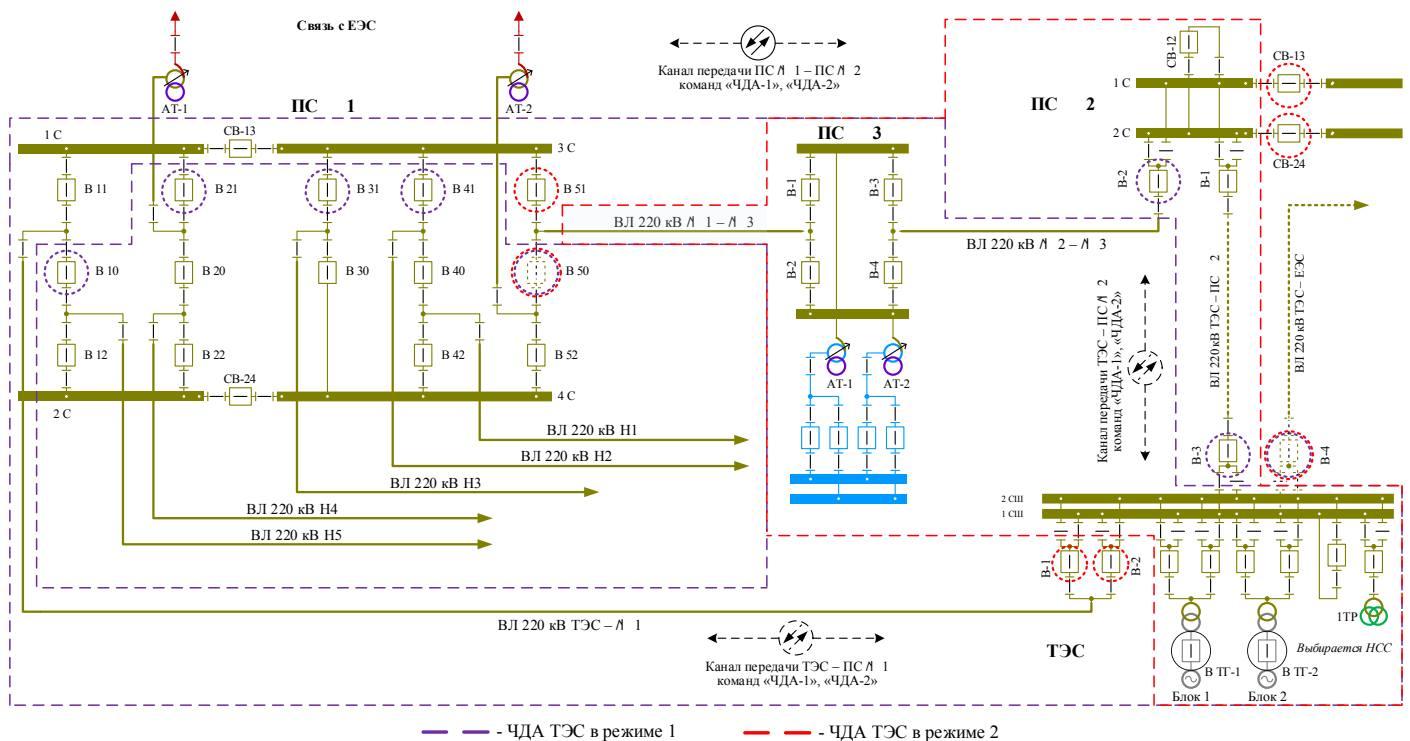 Связь с ЕЭС
АТ-1
АТ-2
ПС 1
Канал передачи ПС № 1 – ПС № 2
команд «ЧДА-1», «ЧДА-2»
ПС 2
СВ-12
СВ-13
1 С
2 С
СВ-24
В-2
В-1
ПС 3
В-1
В-3
В-2
В-4
АТ-1
АТ-2
1 С
СВ-13
3 С
В 11
В 21
В 31
В 41
В 51
В 10
В 20
В 30
В 40
В 50
В 12
В 22
В 42
В 52
2 С
СВ-24
4 С
ВЛ 220 кВ № 1 – № 3
ВЛ 220 кВ № 2 – № 3
ВЛ 220 кВ Н1
ВЛ 220 кВ Н2
ВЛ 220 кВ Н3
ВЛ 220 кВ Н4
ВЛ 220 кВ Н5
Канал передачи ТЭС – ПС № 2
команд «ЧДА-1», «ЧДА-2»
ВЛ 220 кВ ТЭС – ПС 2
ВЛ 220 кВ ТЭС – ЕЭС
В-3
В-4
2 СШ
1 СШ
В-1
В-2
ВЛ 220 кВ ТЭС – № 1
Канал передачи ТЭС – ПС № 1
команд «ЧДА-1», «ЧДА-2»
ТЭС
1ТР
Выбирается НСС
В ТГ-1
В ТГ-2
Блок 1
Блок 2
- ЧДА ТЭС в режиме 1
- ЧДА ТЭС в режиме 2